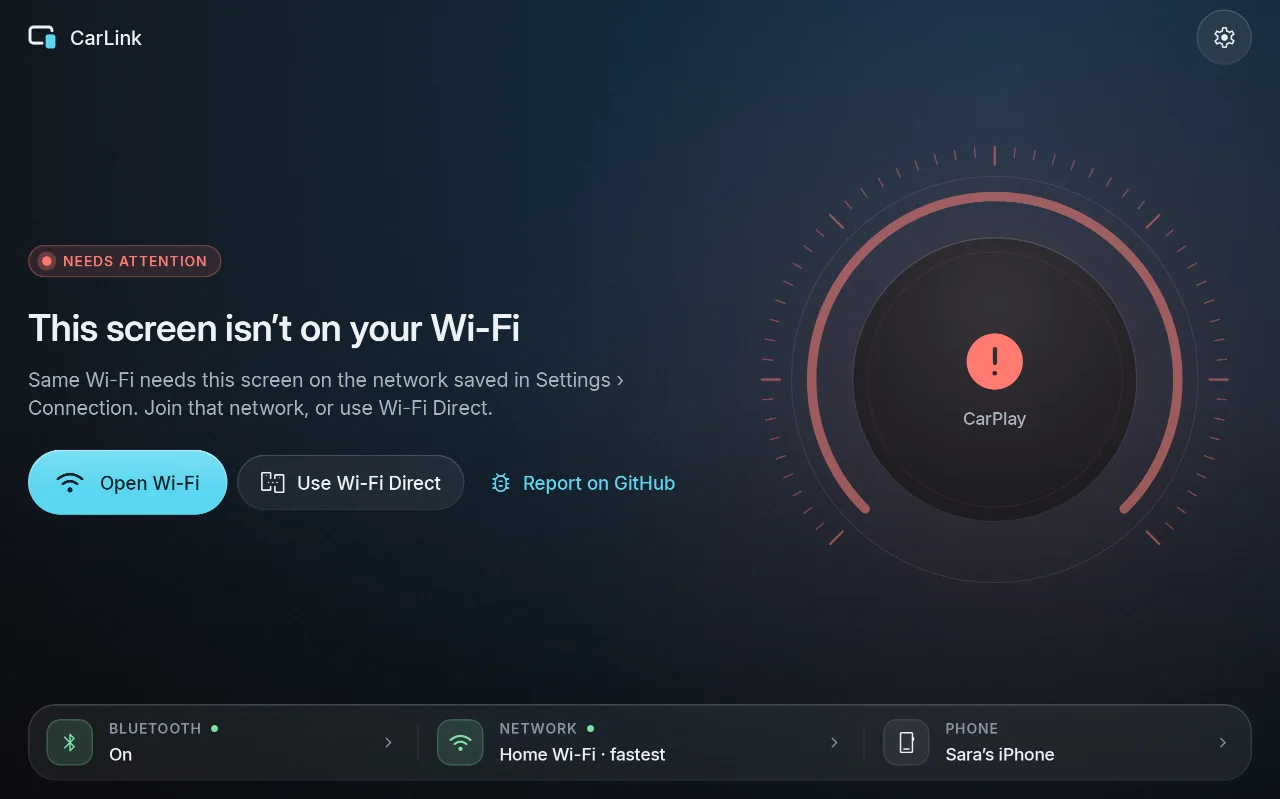 CarLink
NEEDS ATTENTION
This screen isn’t on your Wi-Fi
Same Wi-Fi needs this screen on the network saved in Settings ›
Connection. Join that network, or use Wi-Fi Direct.
Open Wi-Fi
Use Wi-Fi Direct
Report on GitHub
CarPlay
BLUETOOTH
On
NETWORK
Home Wi-Fi · fastest
PHONE
Sara’s iPhone